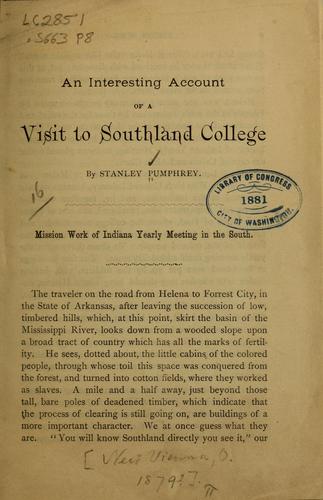 LC2851
.S663 P8
An Interesting Account
OF A
Visit to Southland College
By STANLEY PUMPHREY.
16
LIBRARY OF CONGRESS
1881
CITY OF WASHINGTON.
Mission Work of Indiana Yearly Meeting in the South.
The traveler on the road from Helena to Forrest City, in
the State of Arkansas, after leaving the succession of low,
timbered hills, which, at this point, skirt the basin of the
Mississippi River, looks down from a wooded slope upon
a broad tract of country which has all the marks of fertil-
ity. He sees, dotted about, the little cabins of the colored
people, through whose toil this space was conquered from
the forest, and turned into cotton fields, where they worked
as slaves. A mile and a half away, just beyond those
tall, bare poles of deadened timber, which indicate that
the process of clearing is still going on, are buildings of a
more important character. We at once guess what they
are. "You will know Southland directly you see it," our
[New Vienna, O.
1879?]